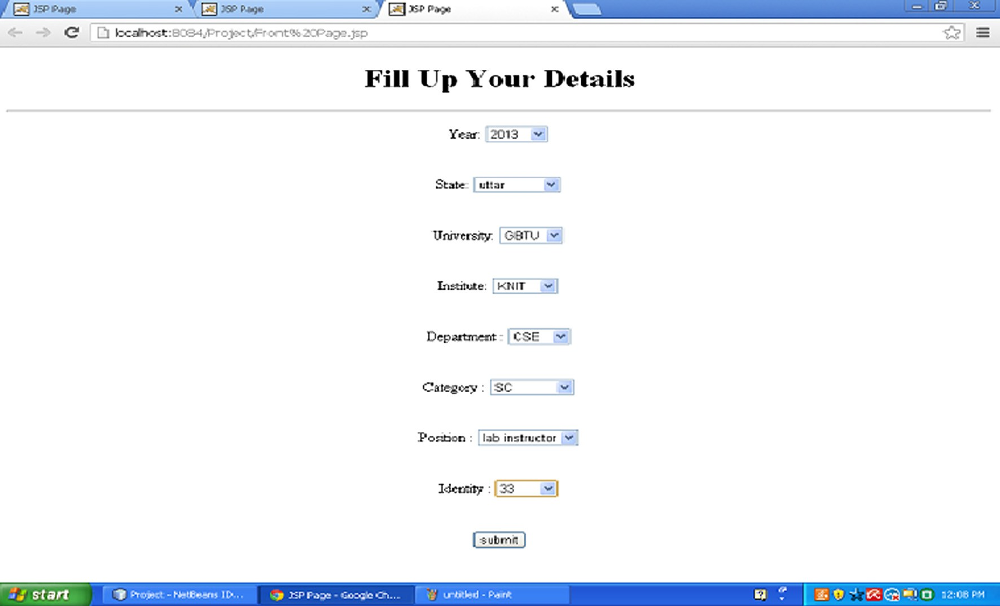 JSP Page
JSP Page
JSP Page
localhost:8084/Project/Front%20Page.jsp
Fill Up Your Details
Year: 2013
State: uttar
University: GBTU
Institute: KNIT
Department : CSE
Category : SC
Position : lab instructor
Identity : 33
submit
start
Project - NetBeans ID...
JSP Page - Google Ch...
untitled - Paint
12:08 PM